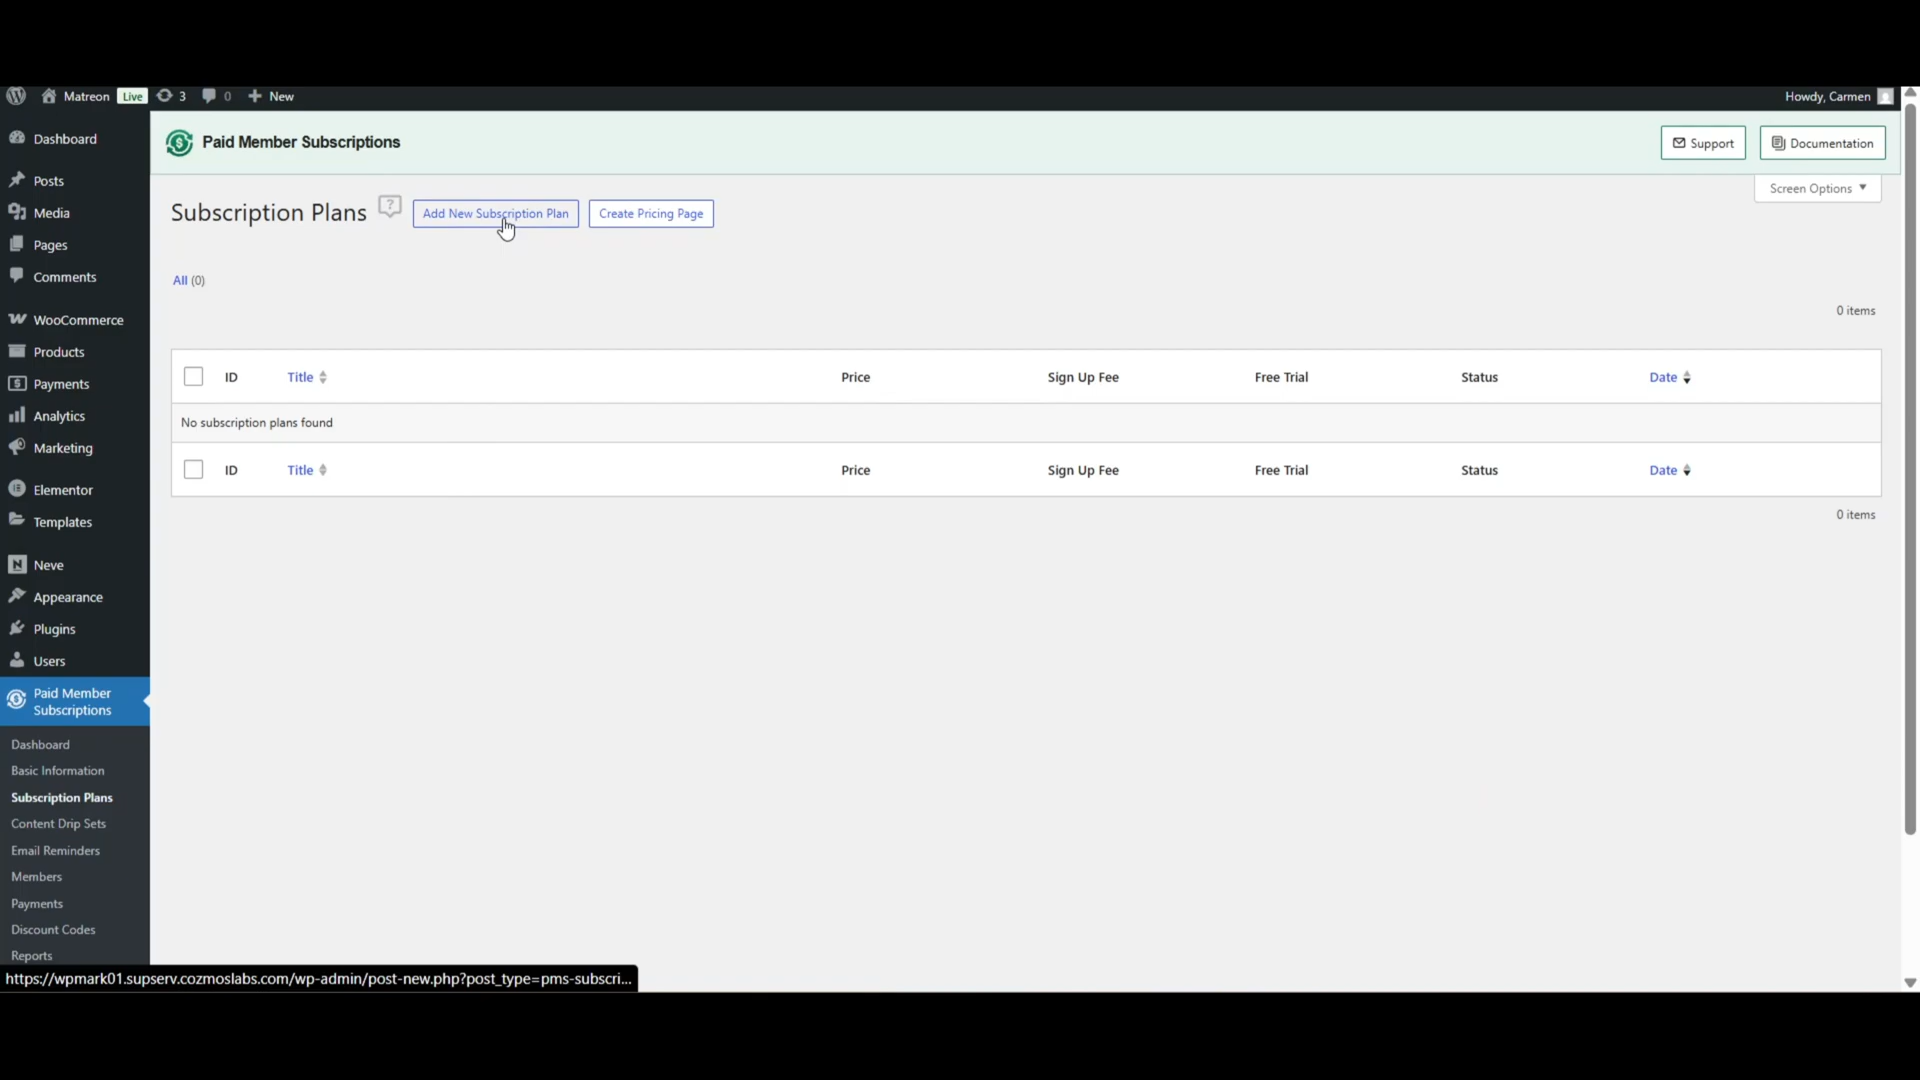 Matreon Live 3 0 New Howdy, Carmen
Paid Member Subscriptions Support Documentation
Screen Options
Subscription Plans ? Add New Subscription Plan Create Pricing Page
All (0)
0 items
ID Title Price Sign Up Fee Free Trial Status Date
No subscription plans found
ID Title Price Sign Up Fee Free Trial Status Date
0 items
Dashboard
Posts
Media
Pages
Comments
WooCommerce
Products
Payments
Analytics
Marketing
Elementor
Templates
Neve
Appearance
Plugins
Users
Paid Member
Subscriptions
Dashboard
Basic Information
Subscription Plans
Content Drip Sets
Email Reminders
Members
Payments
Discount Codes
Reports
https://wpmark01.supserv.cozmoslabs.com/wp-admin/post-new.php?post_type=pms-subscri...